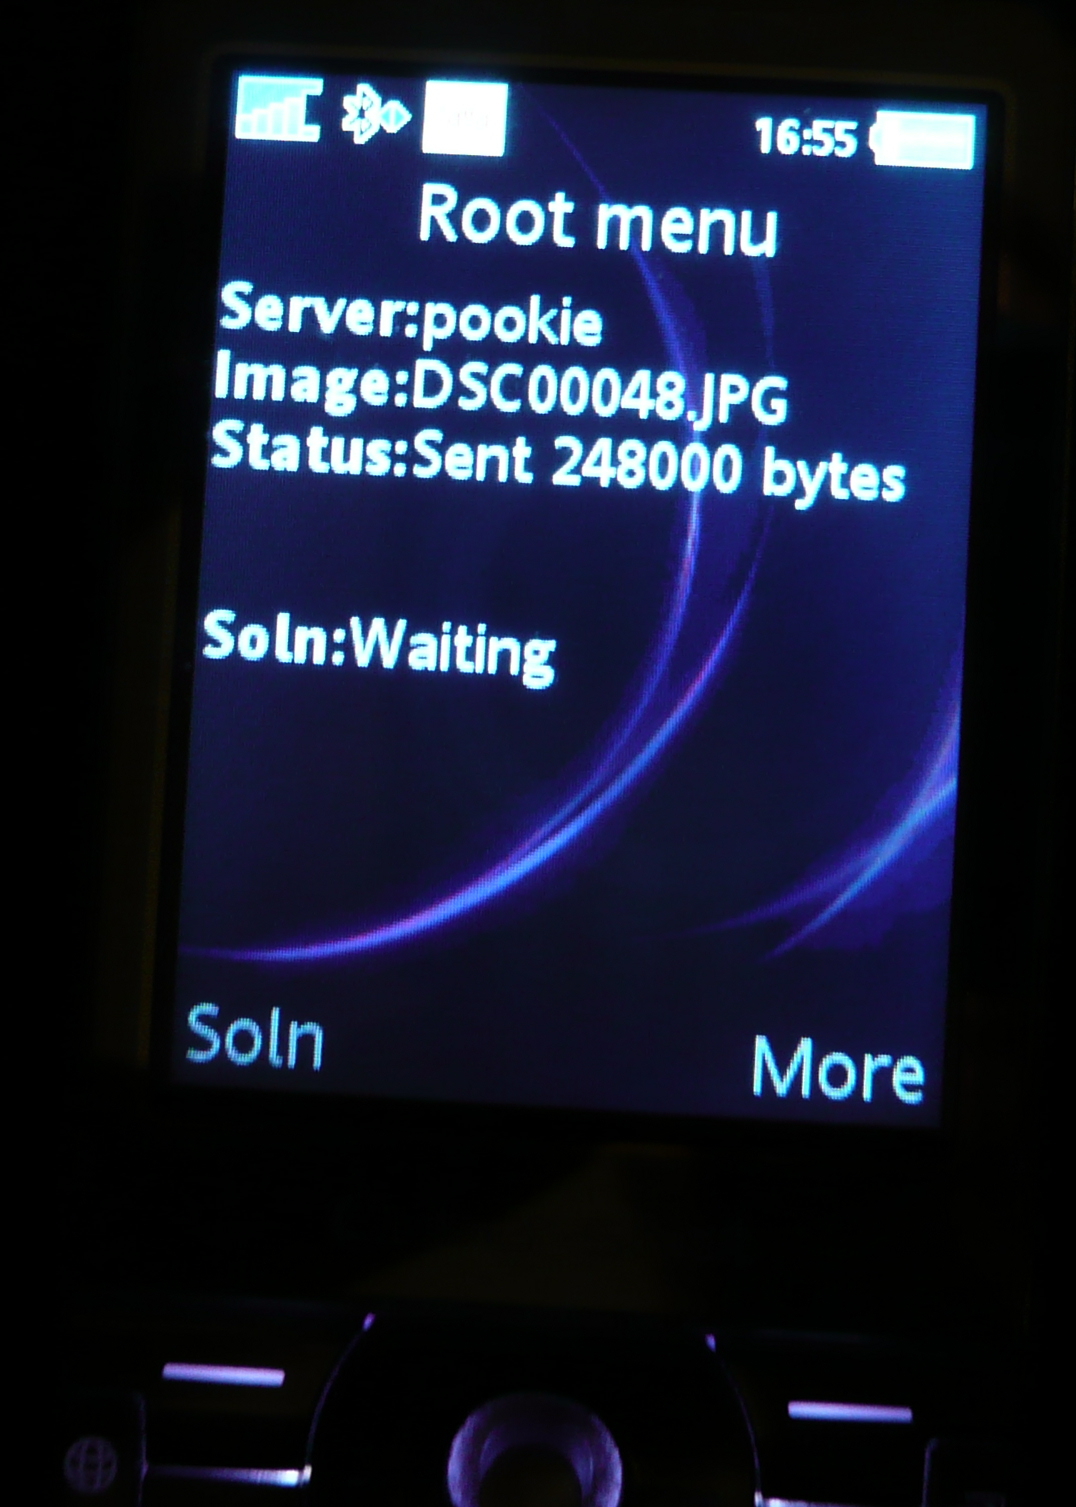 16:55
Root menu
Server:pookie
Image:DSC00048.JPG
Status:Sent 248000 bytes
Soln:Waiting
Soln More